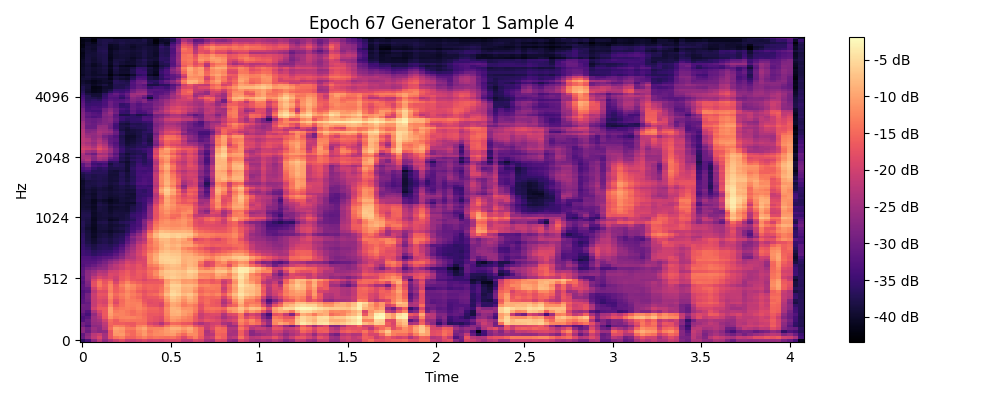 Epoch 67 Generator 1 Sample 4
Hz
4096
2048
1024
512
0
0 0.5 1 1.5 2 2.5 3 3.5 4
Time
-5 dB
-10 dB
-15 dB
-20 dB
-25 dB
-30 dB
-35 dB
-40 dB